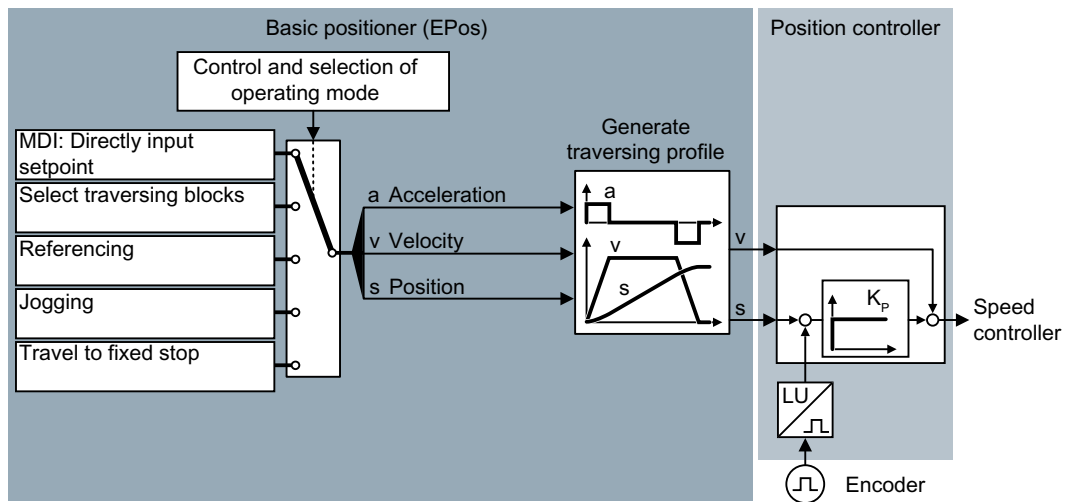 Basic positioner (EPos)
Position controller
Control and selection of
operating mode
MDI: Directly input
setpoint
Select traversing blocks
Referencing
Jogging
Travel to fixed stop
a Acceleration
v Velocity
s Position
Generate
traversing profile
a
v
s
v
s
KP
Speed
controller
LU
Encoder